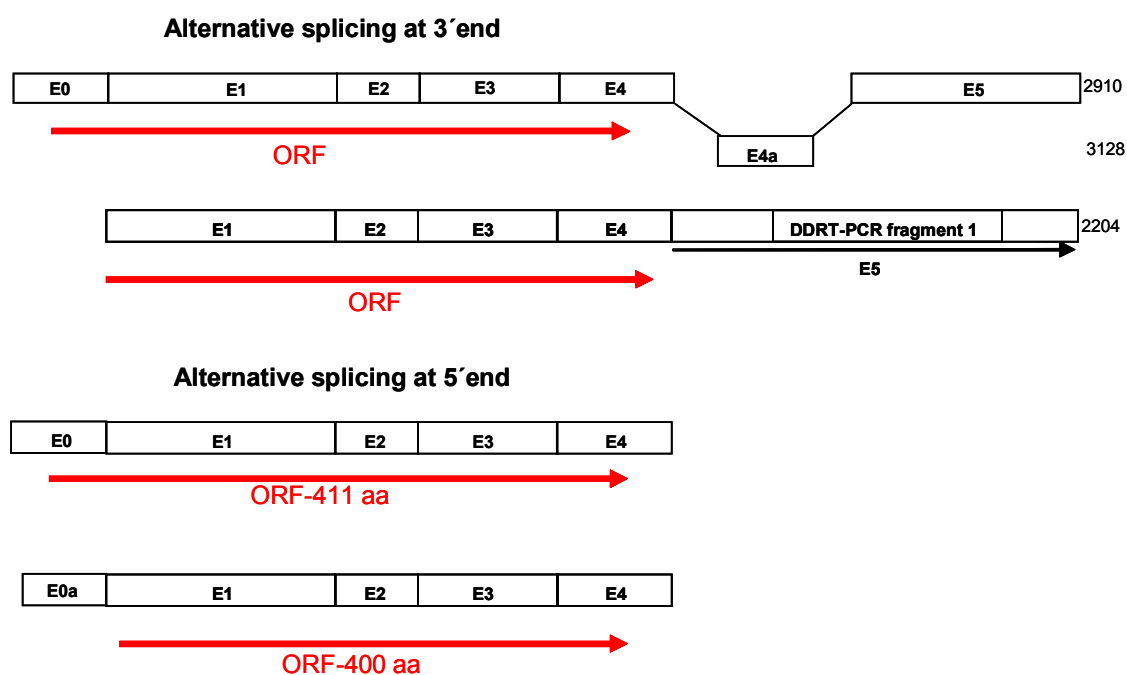 Alternative splicing at 3´end
E0 E1 E2 E3 E4 E5 2910
ORF
E4a 3128
E1 E2 E3 E4 DDRT-PCR fragment 1 2204
E5
ORF
Alternative splicing at 5´end
E0 E1 E2 E3 E4
ORF-411 aa
E0a E1 E2 E3 E4
ORF-400 aa